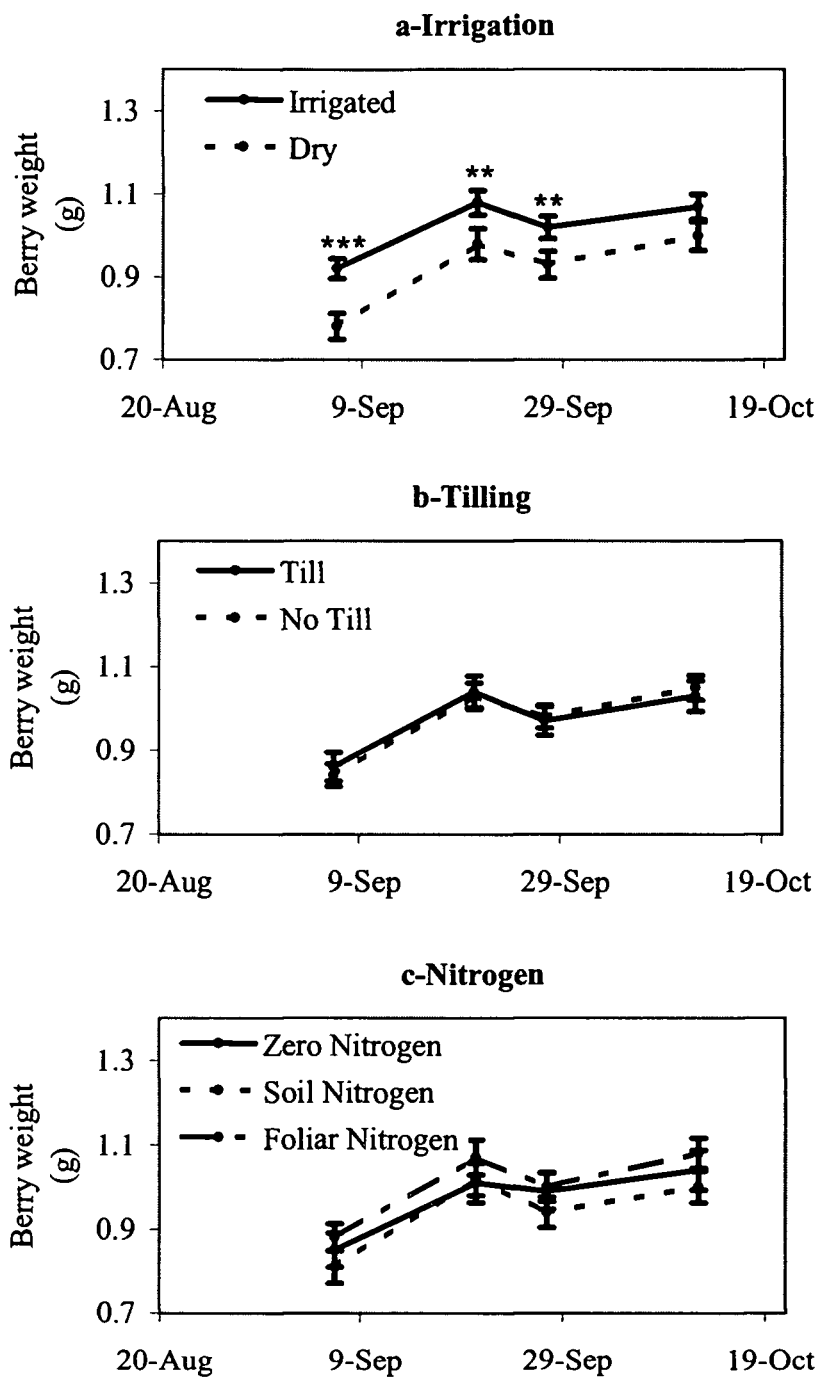 a-Irrigation
Irrigated
Dry
***
**
**
Berry weight
(g)
1.3
1.1
0.9
0.7
20-Aug 9-Sep 29-Sep 19-Oct
b-Tilling
Till
No Till
Berry weight
(g)
1.3
1.1
0.9
0.7
20-Aug 9-Sep 29-Sep 19-Oct
c-Nitrogen
Zero Nitrogen
Soil Nitrogen
Foliar Nitrogen
Berry weight
(g)
1.3
1.1
0.9
0.7
20-Aug 9-Sep 29-Sep 19-Oct